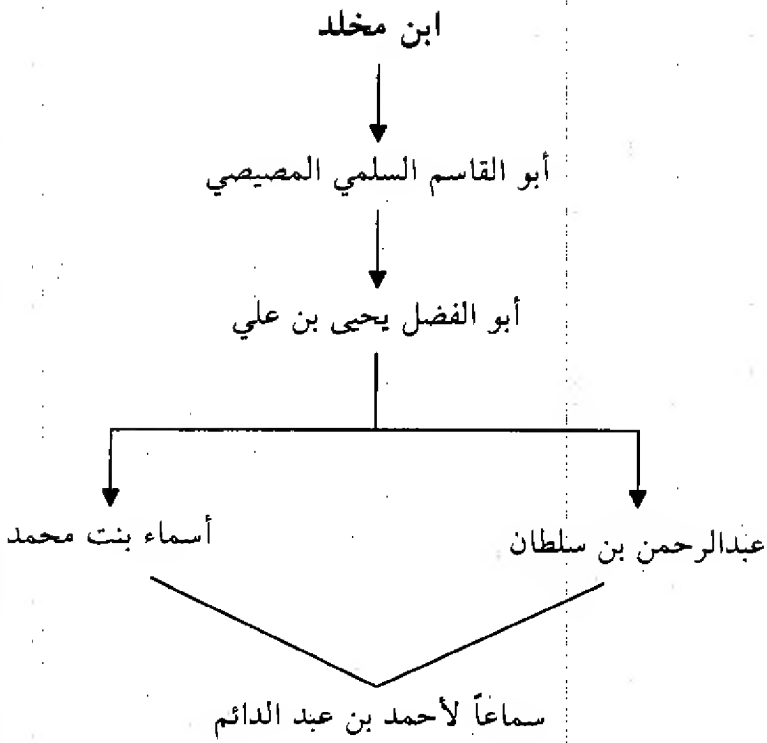 ابن مخلد
أبو القاسم السلمي المصيصي
أبو الفضل يحيى بن علي
عبدالرحمن بن سلطان
أسماء بنت محمد
سماعاً لأحمد بن عبد الدائم